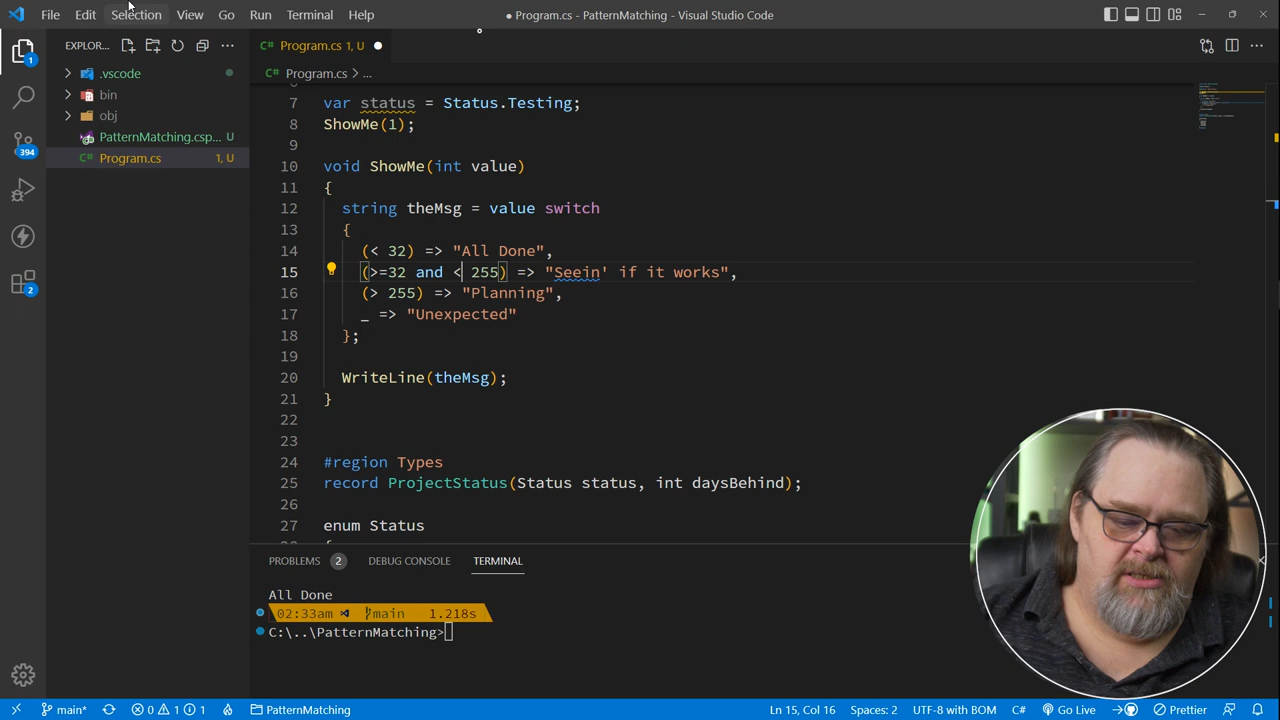 File Edit Selection View Go Run Terminal Help ● Program.cs - PatternMatching - Visual Studio Code
EXPLOR... C# Program.cs 1, U
C# Program.cs > ...
.vscode
bin
obj
PatternMatching.csp... U
C# Program.cs 1, U
1
394
2
6
7 var status = Status.Testing;
8 ShowMe(1);
9
10 void ShowMe(int value)
11 {
12 string theMsg = value switch
13 {
14 (< 32) => "All Done",
15 (>=32 and < 255) => "Seein' if it works",
16 (> 255) => "Planning",
17 _ => "Unexpected"
18 };
19
20 WriteLine(theMsg);
21 }
22
23
24 #region Types
25 record ProjectStatus(Status status, int daysBehind);
26
27 enum Status
28 {
PROBLEMS 2 DEBUG CONSOLE TERMINAL
All Done
02:33am main 1.218s
C:\..\PatternMatching>
main* 0 1 1 PatternMatching Ln 15, Col 16 Spaces: 2 UTF-8 with BOM C# Go Live Prettier